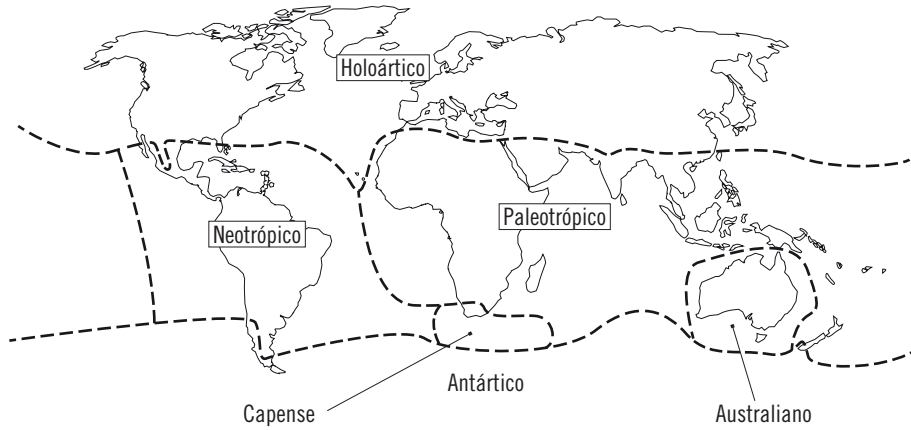 Holoártico
Neotrópico
Paleotrópico
Antártico
Capense
Australiano